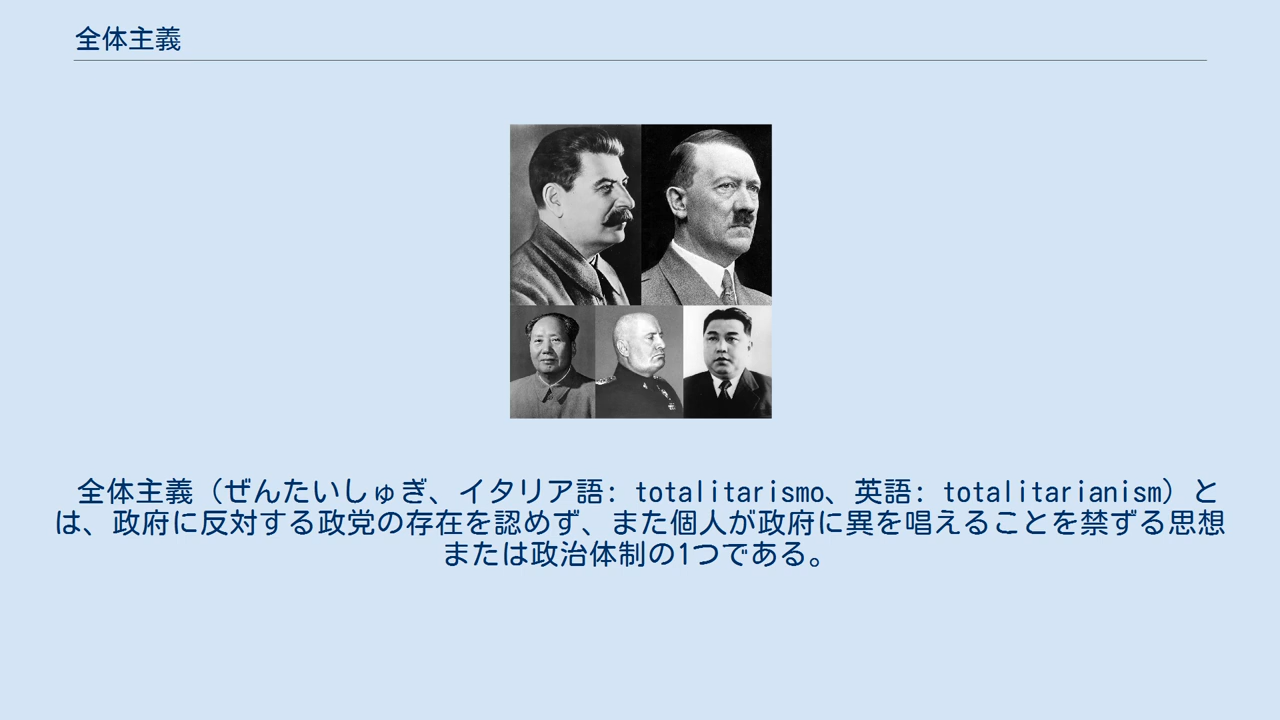 全体主義
全体主義（ぜんたいしゅぎ、イタリア語: totalitarismo、英語: totalitarianism）と
は、政府に反対する政党の存在を認めず、また個人が政府に異を唱えることを禁ずる思想
または政治体制の1つである。